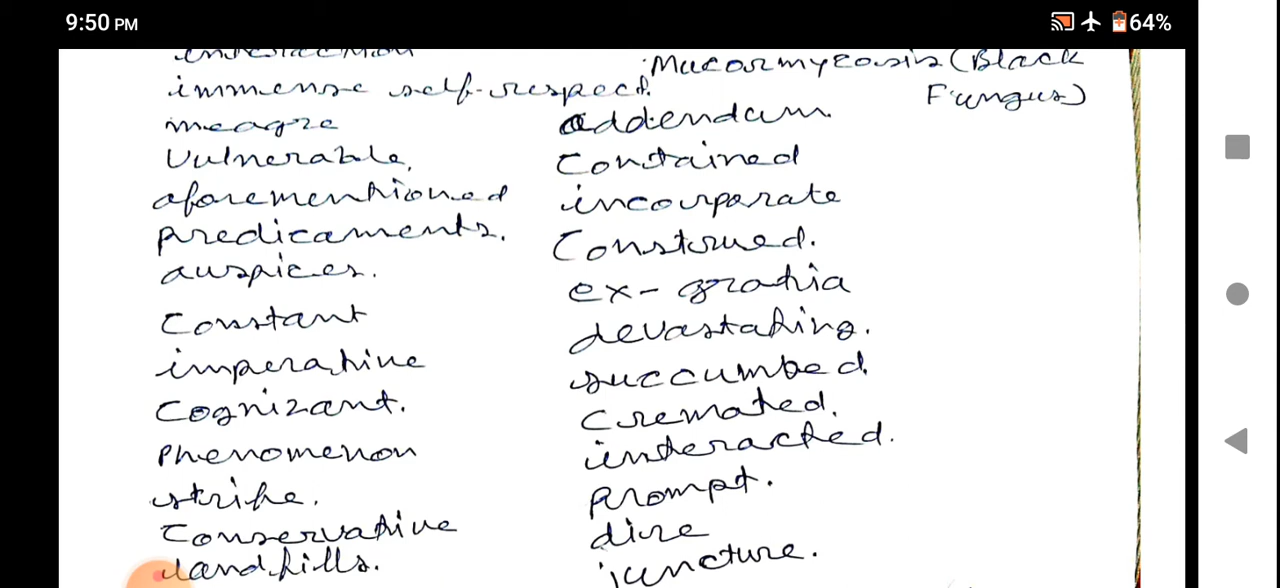 9:50 PM 64%
Mucormycosis (Black
Fungus)
immense self-respect.
meagre
Vulnerable,
aforementioned
Predicaments.
auspices.
Constant
imperative
Cognizant.
Phenomenon
Conservative
landfills.
addendum.
Contained
incorporate
Construed.
ex-gratia
devastating.
succumbed.
Cremated.
interacted.
Prompt.
dire
juncture.